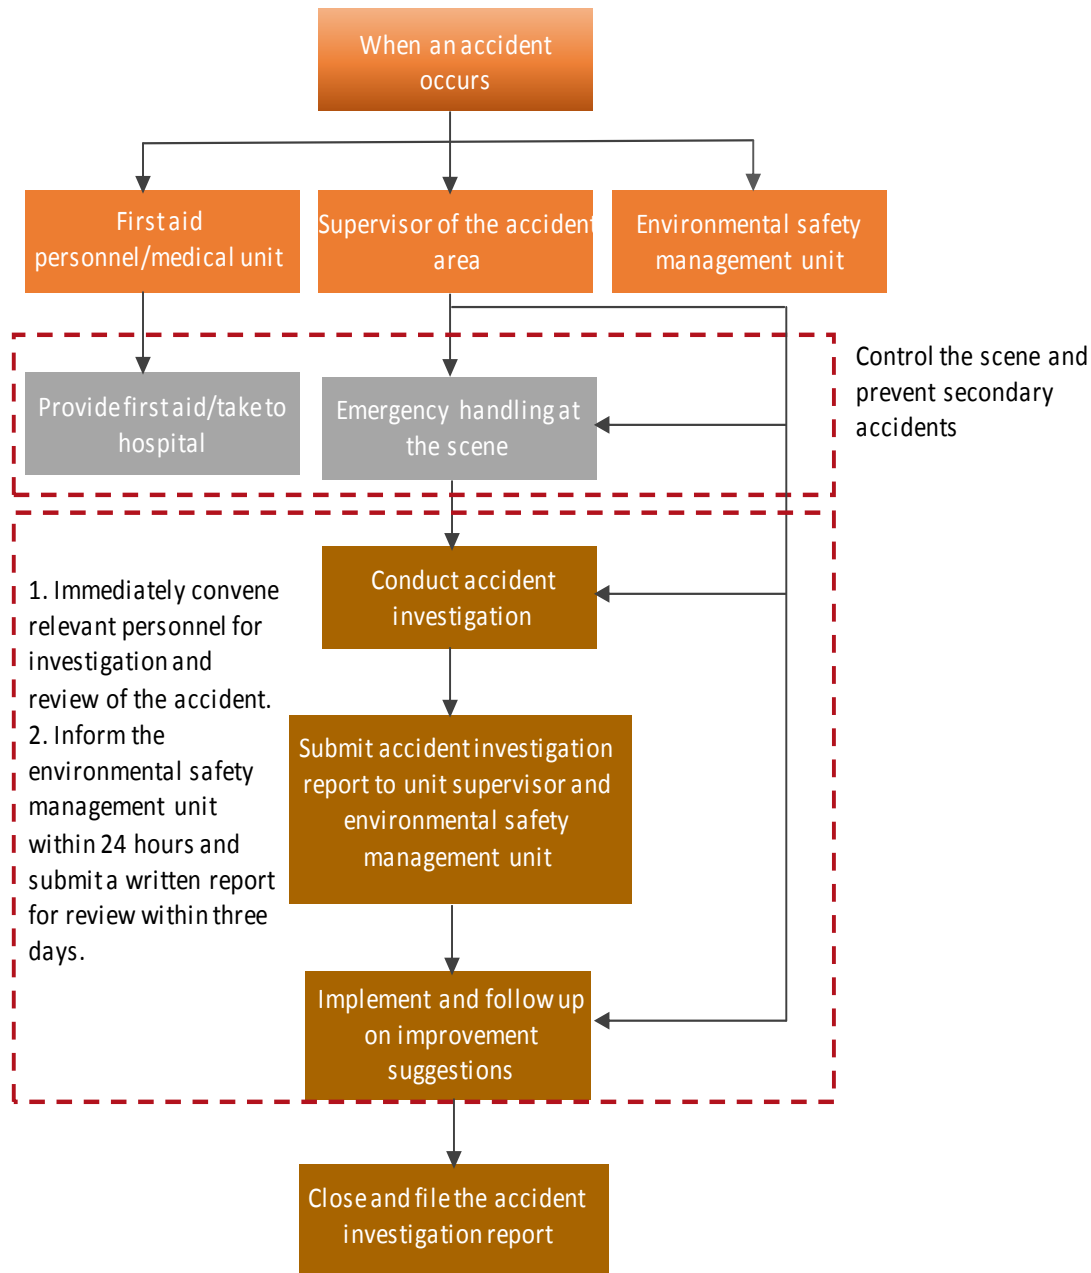 When an accident
occurs
First aid
personnel/medical unit
Supervisor of the accident
area
Environmental safety
management unit
Provide first aid/take to
hospital
Emergency handling at
the scene
Control the scene and
prevent secondary
accidents
1. Immediately convene
relevant personnel for
investigation and
review of the accident.
2. Inform the
environmental safety
management unit
within 24 hours and
submit a written report
for review within three
days.
Conduct accident
investigation
Submit accident investigation
report to unit supervisor and
environmental safety
management unit
Implement and follow up
on improvement
suggestions
Close and file the accident
investigation report